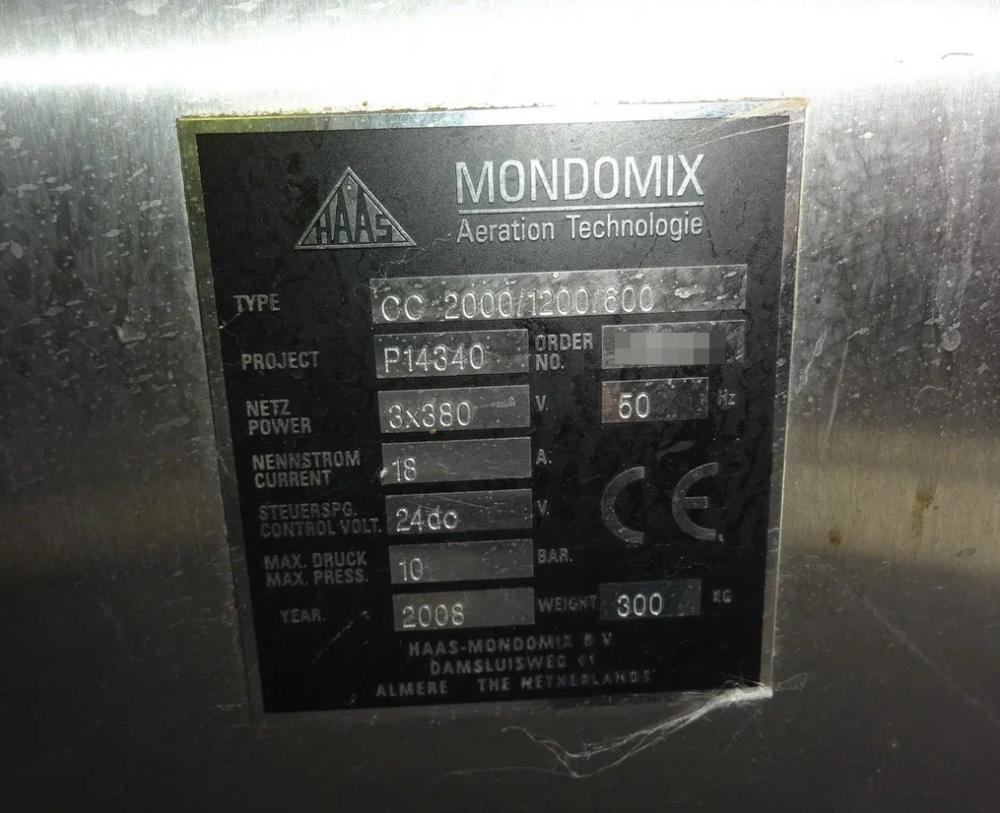 HAAS
MONDOMIX
Aeration Technologie
TYPE CC 2000/1200/600
PROJECT P14340 ORDER NO.
NETZ POWER 3x380 V. 50 Hz
NENNSTROM CURRENT 18 A.
STEUERSPG. CONTROL VOLT. 24dc V.
CE
MAX. DRUCK MAX. PRESS. 10 BAR.
YEAR. 2008 WEIGHT 300 KG
HAAS-MONDOMIX B V
DAMSLUISWEG
ALMERE THE NETHERLANDS